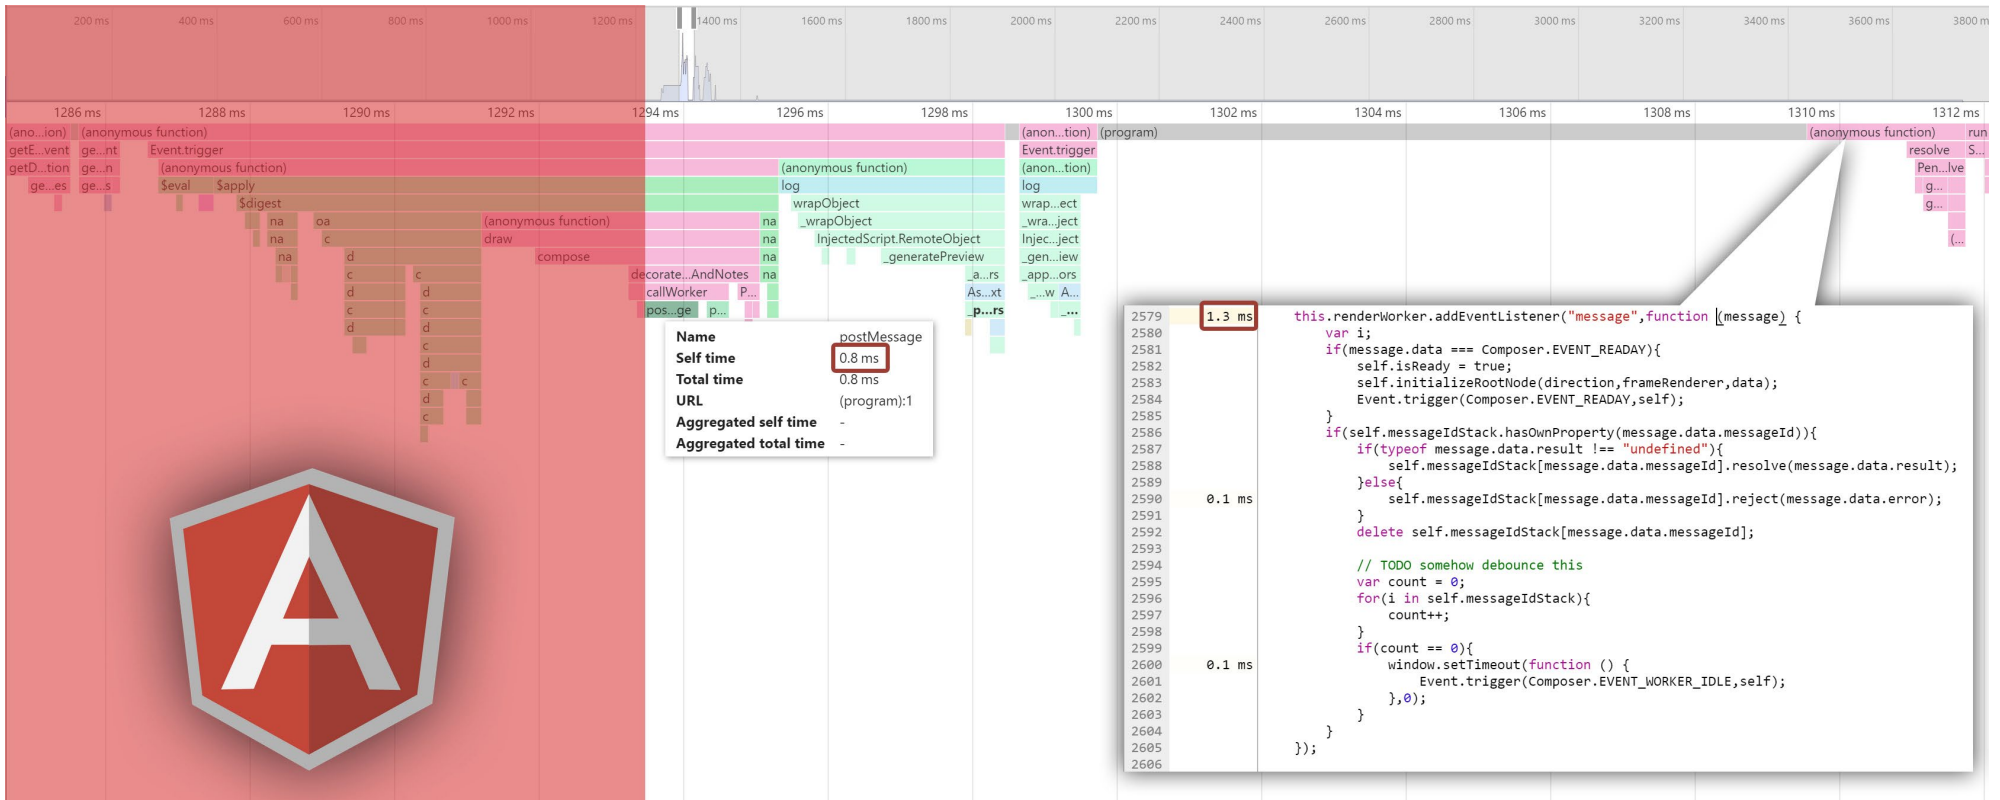 200 ms 400 ms 600 ms 800 ms 1000 ms 1200 ms 1400 ms 1600 ms 1800 ms 2000 ms 2200 ms 2400 ms 2600 ms 2800 ms 3000 ms 3200 ms 3400 ms 3600 ms 3800 m
1286 ms 1288 ms 1290 ms 1292 ms 1294 ms 1296 ms 1298 ms 1300 ms 1302 ms 1304 ms 1306 ms 1308 ms 1310 ms 1312 ms
(ano...ion) (anonymous function) (anon...tion) (program) (anonymous function) run
getE...vent ge...nt Event.trigger Event.trigger resolve S...
getD...tion ge...n (anonymous function) (anonymous function) (anon...tion) Pen...lve
ge...es ge...s $eval $apply log log g...
$digest wrapObject wrap...ect g...
na oa (anonymous function) na _wrapObject _wra...ject
na c draw na InjectedScript.RemoteObject Injec...ject (...
na d compose na _generatePreview _gen...iew
c c decorate...AndNotes na _a...rs _app...ors
d d callWorker P... As...xt _...w A...
c c pos...ge p... _p...rs _...
d d
c
d
c c
d
c
Name postMessage
Self time 0.8 ms
Total time 0.8 ms
URL (program):1
Aggregated self time -
Aggregated total time -
2579 1.3 ms this.renderWorker.addEventListener("message",function (message) {
2580 var i;
2581 if(message.data === Composer.EVENT_READAY){
2582 self.isReady = true;
2583 self.initializeRootNode(direction,frameRenderer,data);
2584 Event.trigger(Composer.EVENT_READAY,self);
2585 }
2586 if(self.messageIdStack.hasOwnProperty(message.data.messageId)){
2587 if(typeof message.data.result !== "undefined"){
2588 self.messageIdStack[message.data.messageId].resolve(message.data.result);
2589 }else{
2590 0.1 ms self.messageIdStack[message.data.messageId].reject(message.data.error);
2591 }
2592 delete self.messageIdStack[message.data.messageId];
2593
2594 // TODO somehow debounce this
2595 var count = 0;
2596 for(i in self.messageIdStack){
2597 count++;
2598 }
2599 if(count == 0){
2600 0.1 ms window.setTimeout(function () {
2601 Event.trigger(Composer.EVENT_WORKER_IDLE,self);
2602 },0);
2603 }
2604 }
2605 });
2606
A